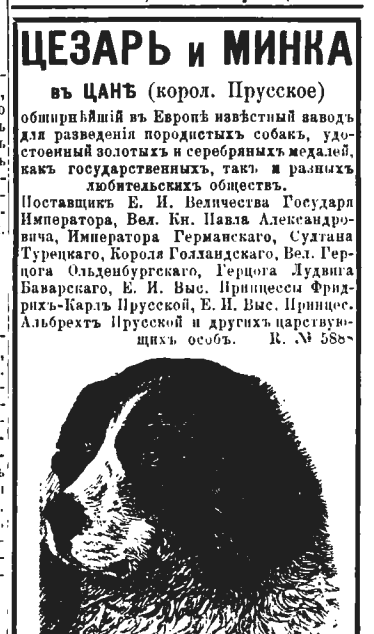 ЦЕЗАРЬ и МИНКА
въ ЦАНѢ (корол. Прусское)
обширнѣйшій въ Европѣ извѣстный заводъ
для разведенія породистыхъ собакъ, удо-
стоенный золотыхъ и серебряныхъ медалей,
какъ государственныхъ, такъ и разныхъ
любительскихъ обществъ.
Поставщикъ Е. И. Величества Государя
Императора, Вел. Кн. Павла Александро-
вича, Императора Германскаго, Султана
Турецкаго, Короля Голландскаго, Вел. Гер-
цога Ольденбургскаго, Герцога Лудвига
Баварскаго, Е. И. Выс. Принцессы Фрид-
рихъ-Карлъ Прусской, Е. И. Выс. Принцес.
Альбрехтъ Прусской и другихъ царствую-
щихъ особъ. К. №